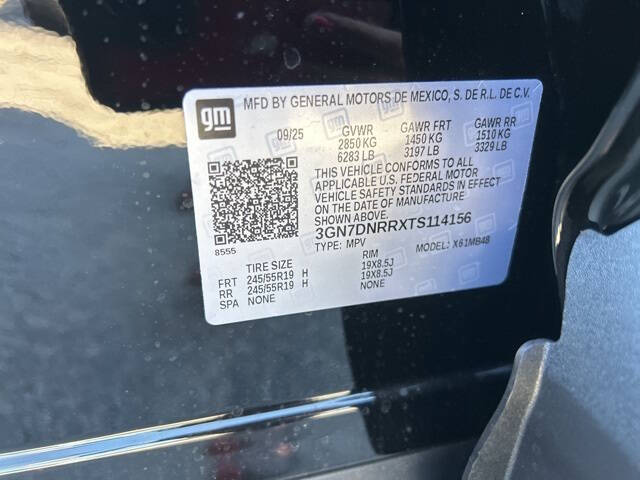 gm
MFD BY GENERAL MOTORS DE MEXICO, S. DE R.L. DE C.V.
09/25 GVWR GAWR FRT GAWR RR
2850 KG 1450 KG 1510 KG
6283 LB 3197 LB 3329 LB
THIS VEHICLE CONFORMS TO ALL
APPLICABLE U.S. FEDERAL MOTOR
VEHICLE SAFETY STANDARDS IN EFFECT
ON THE DATE OF MANUFACTURE
SHOWN ABOVE.
3GN7DNRRXTS114156
8555 TYPE: MPV MODEL: X61MB48
TIRE SIZE RIM
FRT 245/55R19 H 19X8.5J
RR 245/55R19 H 19X8.5J
SPA NONE NONE